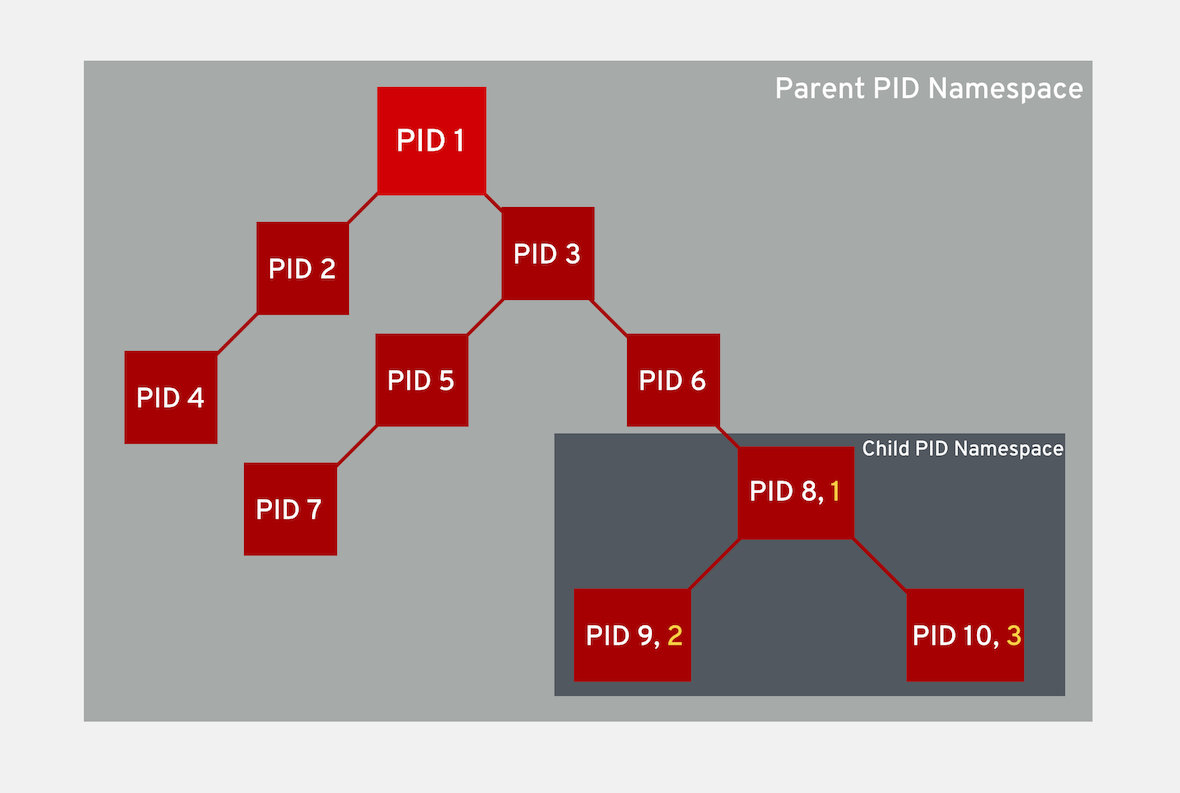 Parent PID Namespace
PID 1
PID 2
PID 3
PID 4
PID 5
PID 6
PID 7
Child PID Namespace
PID 8, 1
PID 9, 2
PID 10, 3